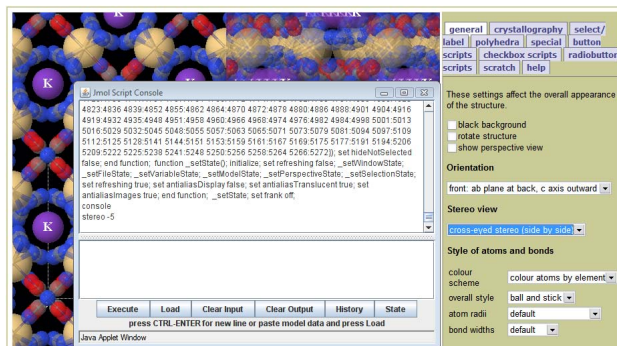 K
K
K
K
Jmol Script Console
4823:4836 4839:4852 4855:4862 4864:4870 4872:4878 4880:4886 4888:4901 4904:4916
4919:4932 4935:4948 4951:4958 4960:4966 4968:4974 4976:4982 4984:4998 5001:5013
5016:5029 5032:5045 5048:5055 5057:5063 5065:5071 5073:5079 5081:5094 5097:5109
5112:5125 5128:5141 5144:5151 5153:5159 5161:5167 5169:5175 5177:5191 5194:5206
5209:5222 5225:5238 5241:5248 5250:5256 5258:5264 5266:5272}); set hideNotSelected
false; end function; function _setState(); initialize; set refreshing false; _setWindowState;
_setFileState; _setVariableState; _setModelState; _setPerspectiveState; _setSelectionState;
set refreshing true; set antialiasDisplay false; set antialiasTranslucent true; set
antialiasImages true; end function; _setState; set frank off;
console
stereo -5
Execute Load Clear Input Clear Output History State
press CTRL-ENTER for new line or paste model data and press Load
Java Applet Window
general crystallography select/
label polyhedra special button
scripts checkbox scripts radiobutton
scripts scratch help
These settings affect the overall appearance
of the structure.
black background
rotate structure
show perspective view
Orientation
front: ab plane at back, c axis outward
Stereo view
cross-eyed stereo (side by side)
Style of atoms and bonds
colour
scheme colour atoms by element
overall style ball and stick
atom radii default
bond widths default